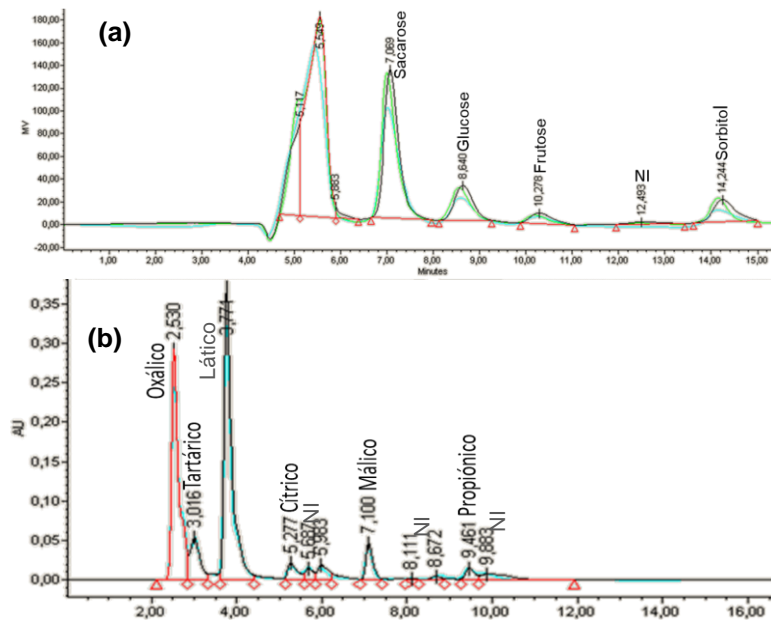 (a)
180,00
160,00
140,00
120,00
100,00
80,00
60,00
40,00
20,00
0,00
-20,00
MV
5,117
5,549
5,883
7,069
Sacarose
8,640
Glucose
10,278
Frutose
12,493
NI
14,244
Sorbitol
1,00 2,00 3,00 4,00 5,00 6,00 7,00 8,00 9,00 10,00 11,00 12,00 13,00 14,00 15,00
Minutes
(b)
0,35
0,30
0,25
0,20
0,15
0,10
0,05
0,00
AU
Oxálico
2,530
3,016
Tartárico
Lático
3,771
5,277
Cítrico
5,687
NI
5,983
7,100
Málico
8,111
NI
8,672
9,461
Propiónico
9,883
NI
2,00 4,00 6,00 8,00 10,00 12,00